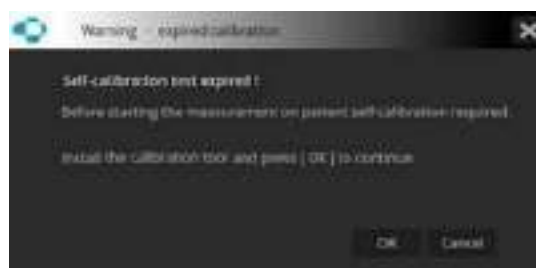 Warning - expired calibration
Self-calibration test expired !
Before starting the measurement on patient self-calibration required.
Install the calibration tool and press [ OK ] to continue
OK Cancel